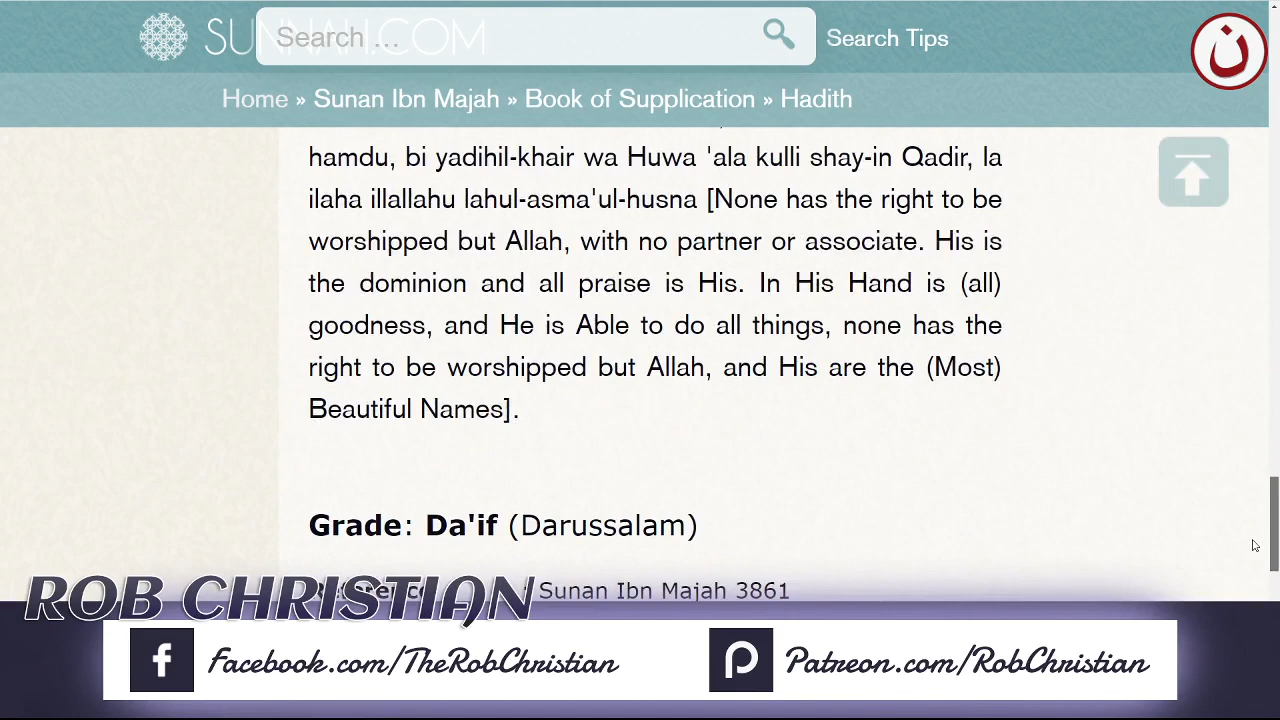 SUNNAH.COM
Search ...
Search Tips
ن
Home » Sunan Ibn Majah » Book of Supplication » Hadith
hamdu, bi yadihil-khair wa Huwa 'ala kulli shay-in Qadir, la
ilaha illallahu lahul-asma'ul-husna [None has the right to be
worshipped but Allah, with no partner or associate. His is
the dominion and all praise is His. In His Hand is (all)
goodness, and He is Able to do all things, none has the
right to be worshipped but Allah, and His are the (Most)
Beautiful Names].
Grade: Da'if (Darussalam)
Reference : Sunan Ibn Majah 3861
ROB CHRISTIAN
Facebook.com/TheRobChristian
Patreon.com/RobChristian